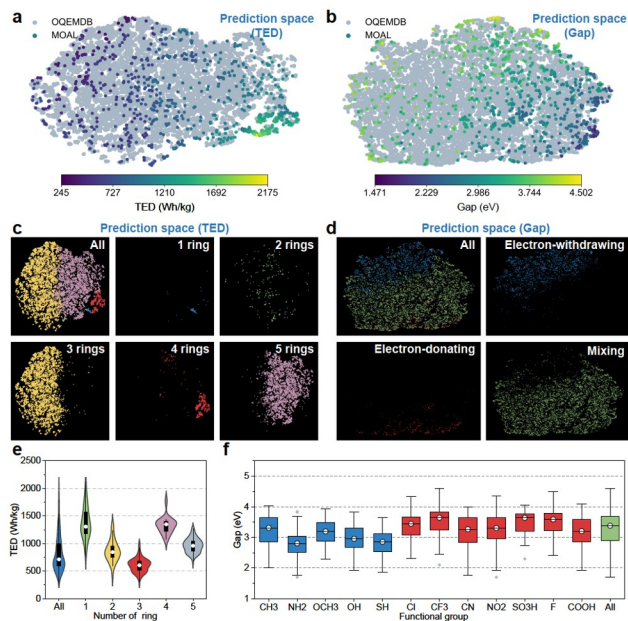 a
OQEMDB
MOAL
Prediction space
(TED)
245 727 1210 1692 2175
TED (Wh/kg)
b
OQEMDB
MOAL
Prediction space
(Gap)
1.471 2.229 2.986 3.744 4.502
Gap (eV)
c Prediction space (TED)
All 1 ring 2 rings
3 rings 4 rings 5 rings
d Prediction space (Gap)
All Electron-withdrawing
Electron-donating Mixing
e
TED Wh/kg)
2500
2000
1500
1000
500
0
All 1 2 3 4 5
Number of ring
f
Gap (eV)
5
4
3
2
1
CH3 NH2 OCH3 OH SH Cl CF3 CN NO2 SO3H F COOH All
Functional group